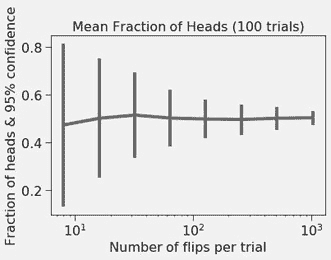 Mean Fraction of Heads (100 trials)
Fraction of heads & 95% confidence
0.8
0.6
0.4
0.2
10¹
10²
10³
Number of flips per trial